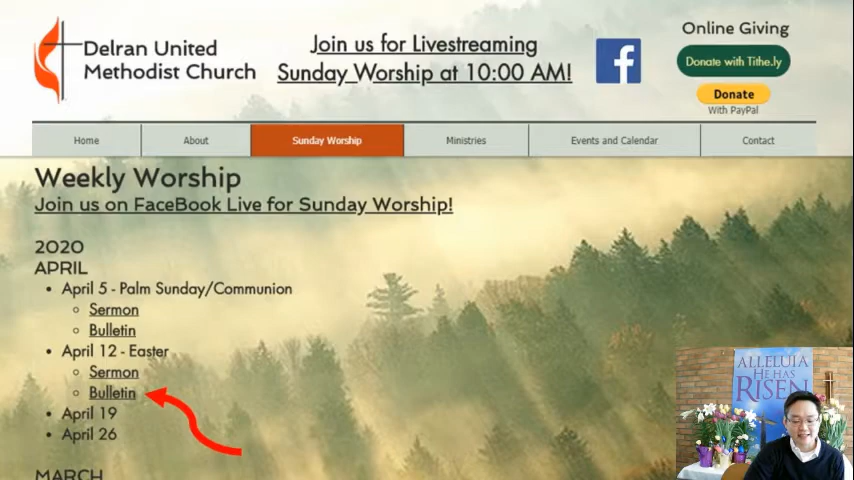 Delran United
Methodist Church
Join us for Livestreaming
Sunday Worship at 10:00 AM!
f
Online Giving
Donate with Tithe.ly
Donate
With PayPal
Home
About
Sunday Worship
Ministries
Events and Calendar
Contact
Weekly Worship
Join us on FaceBook Live for Sunday Worship!
2020
APRIL
April 5 - Palm Sunday/Communion
Sermon
Bulletin
April 12 - Easter
Sermon
Bulletin
April 19
April 26
MARCH
ALLELUIA
HE HAS
RISEN